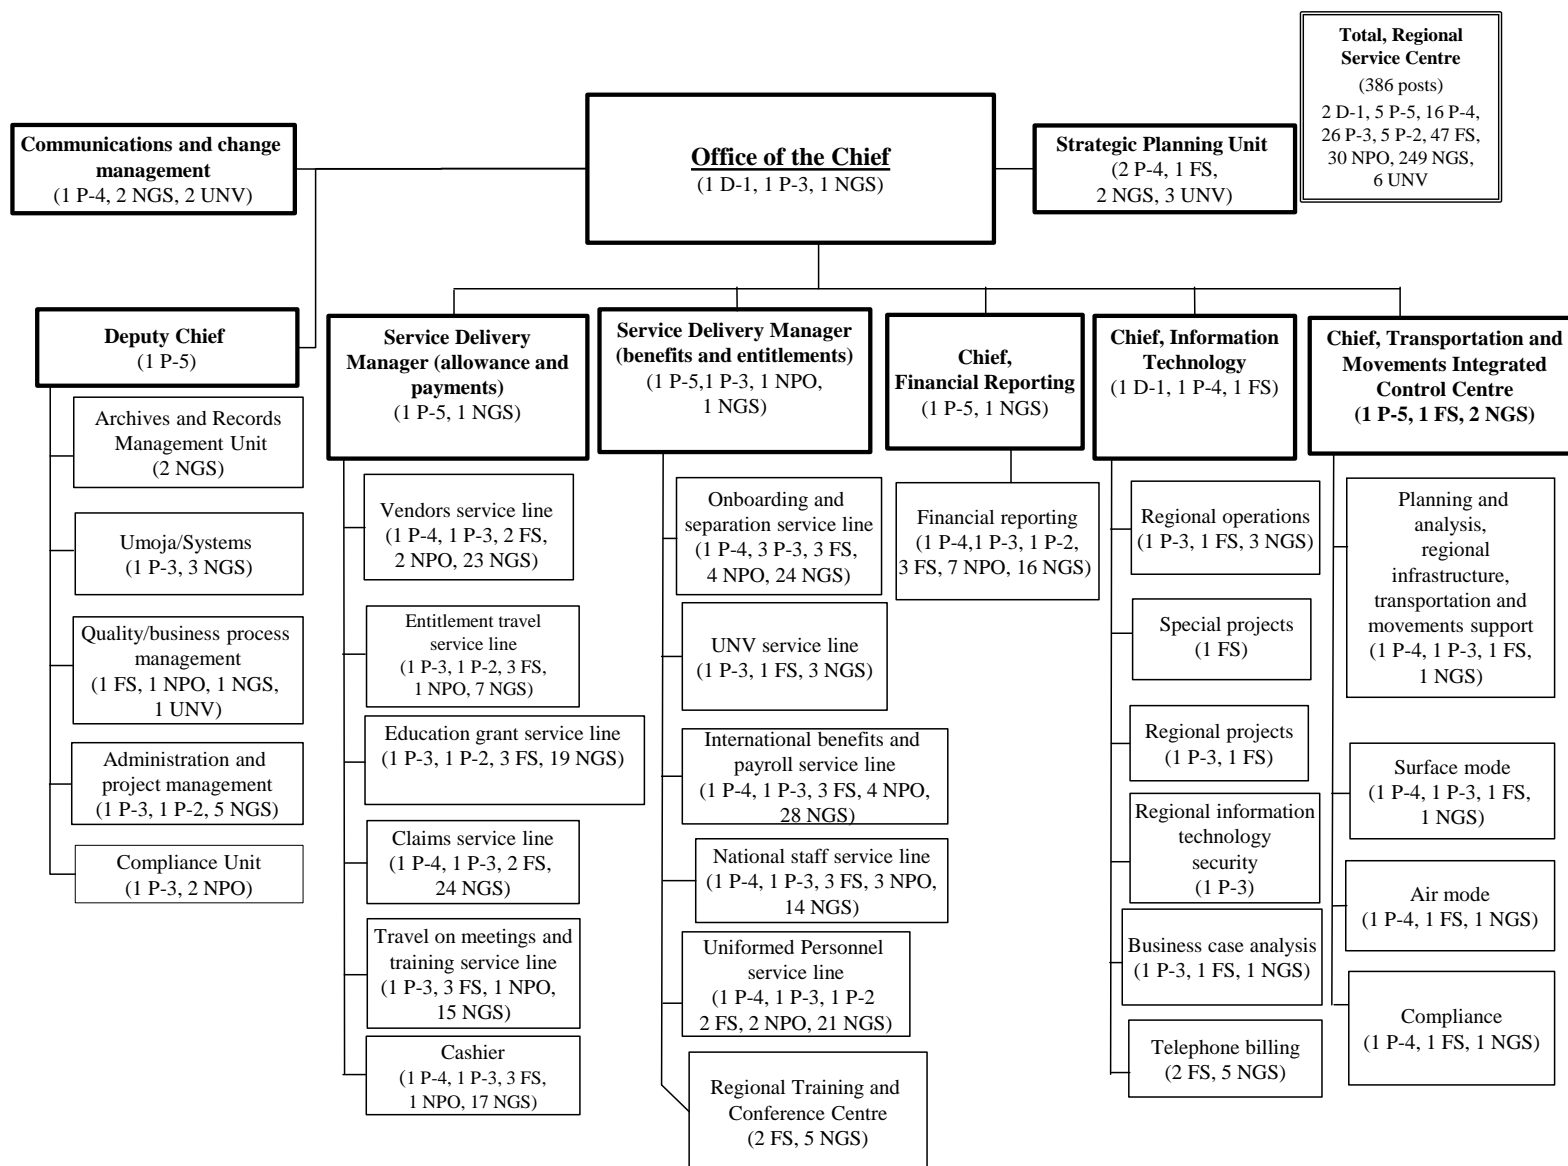 Total, Regional
Service Centre
(386 posts)
2 D-1, 5 P-5, 16 P-4,
26 P-3, 5 P-2, 47 FS,
30 NPO, 249 NGS,
6 UNV
Communications and change
management
(1 P-4, 2 NGS, 2 UNV)
Office of the Chief
(1 D-1, 1 P-3, 1 NGS)
Strategic Planning Unit
(2 P-4, 1 FS,
2 NGS, 3 UNV)
Deputy Chief
(1 P-5)
Archives and Records
Management Unit
(2 NGS)
Umoja/Systems
(1 P-3, 3 NGS)
Quality/business process
management
(1 FS, 1 NPO, 1 NGS,
1 UNV)
Administration and
project management
(1 P-3, 1 P-2, 5 NGS)
Compliance Unit
(1 P-3, 2 NPO)
Service Delivery
Manager (allowance and
payments)
(1 P-5, 1 NGS)
Vendors service line
(1 P-4, 1 P-3, 2 FS,
2 NPO, 23 NGS)
Entitlement travel
service line
(1 P-3, 1 P-2, 3 FS,
1 NPO, 7 NGS)
Education grant service line
(1 P-3, 1 P-2, 3 FS, 19 NGS)
Claims service line
(1 P-4, 1 P-3, 2 FS,
24 NGS)
Travel on meetings and
training service line
(1 P-3, 3 FS, 1 NPO,
15 NGS)
Cashier
(1 P-4, 1 P-3, 3 FS,
1 NPO, 17 NGS)
Service Delivery Manager
(benefits and entitlements)
(1 P-5,1 P-3, 1 NPO,
1 NGS)
Onboarding and
separation service line
(1 P-4, 3 P-3, 3 FS,
4 NPO, 24 NGS)
UNV service line
(1 P-3, 1 FS, 3 NGS)
International benefits and
payroll service line
(1 P-4, 1 P-3, 3 FS, 4 NPO,
28 NGS)
National staff service line
(1 P-4, 1 P-3, 3 FS, 3 NPO,
14 NGS)
Uniformed Personnel
service line
(1 P-4, 1 P-3, 1 P-2
2 FS, 2 NPO, 21 NGS)
Regional Training and
Conference Centre
(2 FS, 5 NGS)
Chief,
Financial Reporting
(1 P-5, 1 NGS)
Financial reporting
(1 P-4,1 P-3, 1 P-2,
3 FS, 7 NPO, 16 NGS)
Chief, Information
Technology
(1 D-1, 1 P-4, 1 FS)
Regional operations
(1 P-3, 1 FS, 3 NGS)
Special projects
(1 FS)
Regional projects
(1 P-3, 1 FS)
Regional information
technology
security
(1 P-3)
Business case analysis
(1 P-3, 1 FS, 1 NGS)
Telephone billing
(2 FS, 5 NGS)
Chief, Transportation and
Movements Integrated
Control Centre
(1 P-5, 1 FS, 2 NGS)
Planning and
analysis,
regional
infrastructure,
transportation and
movements support
(1 P-4, 1 P-3, 1 FS,
1 NGS)
Surface mode
(1 P-4, 1 P-3, 1 FS,
1 NGS)
Air mode
(1 P-4, 1 FS, 1 NGS)
Compliance
(1 P-4, 1 FS, 1 NGS)